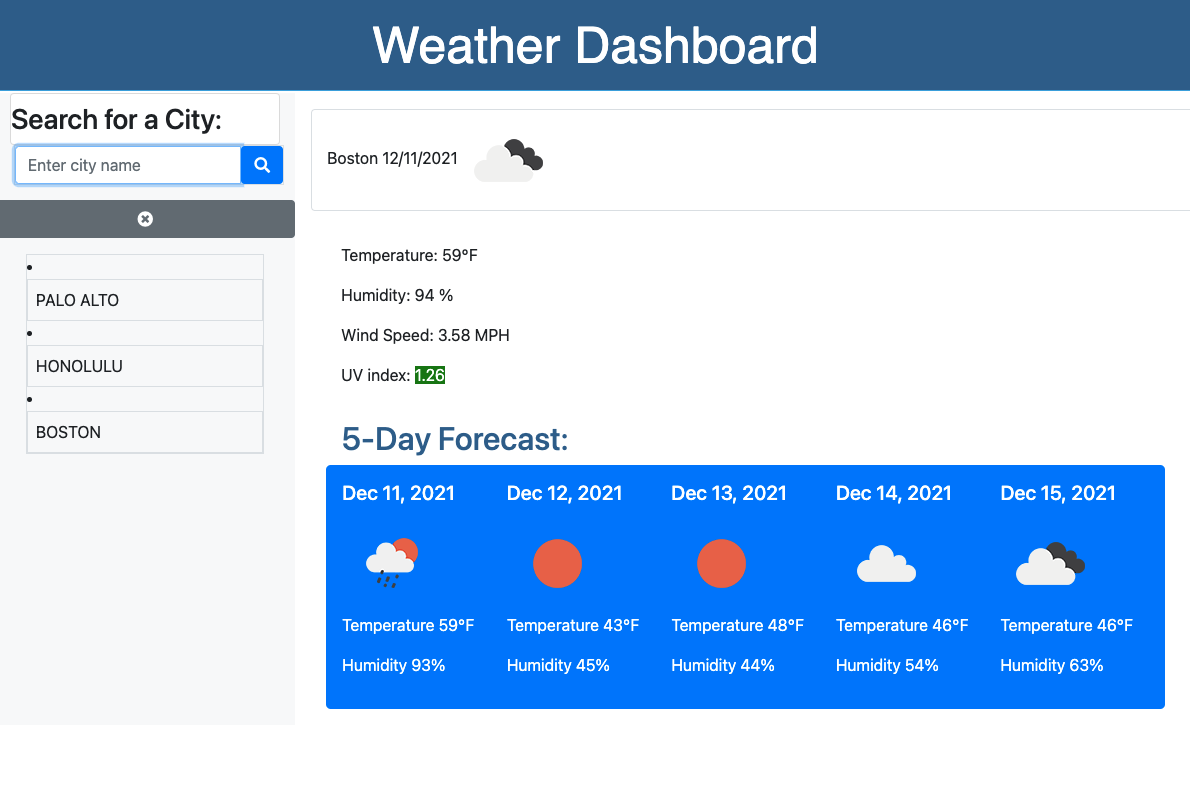 Weather Dashboard
Search for a City:
Enter city name
PALO ALTO
HONOLULU
BOSTON
Boston 12/11/2021
Temperature: 59°F
Humidity: 94 %
Wind Speed: 3.58 MPH
UV index: 1.26
5-Day Forecast:
Dec 11, 2021 Dec 12, 2021 Dec 13, 2021 Dec 14, 2021 Dec 15, 2021
Temperature 59°F Temperature 43°F Temperature 48°F Temperature 46°F Temperature 46°F
Humidity 93% Humidity 45% Humidity 44% Humidity 54% Humidity 63%